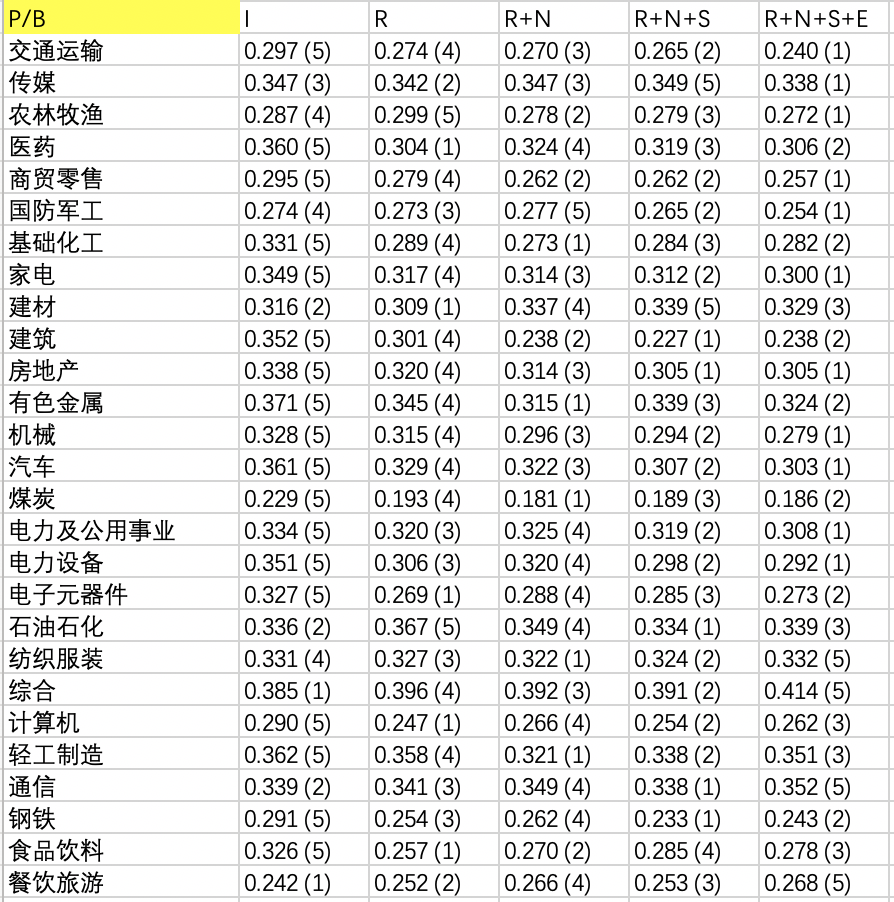 P/B I R R+N R+N+S R+N+S+E
交通运输 0.297 (5) 0.274 (4) 0.270 (3) 0.265 (2) 0.240 (1)
传媒 0.347 (3) 0.342 (2) 0.347 (3) 0.349 (5) 0.338 (1)
农林牧渔 0.287 (4) 0.299 (5) 0.278 (2) 0.279 (3) 0.272 (1)
医药 0.360 (5) 0.304 (1) 0.324 (4) 0.319 (3) 0.306 (2)
商贸零售 0.295 (5) 0.279 (4) 0.262 (2) 0.262 (2) 0.257 (1)
国防军工 0.274 (4) 0.273 (3) 0.277 (5) 0.265 (2) 0.254 (1)
基础化工 0.331 (5) 0.289 (4) 0.273 (1) 0.284 (3) 0.282 (2)
家电 0.349 (5) 0.317 (4) 0.314 (3) 0.312 (2) 0.300 (1)
建材 0.316 (2) 0.309 (1) 0.337 (4) 0.339 (5) 0.329 (3)
建筑 0.352 (5) 0.301 (4) 0.238 (2) 0.227 (1) 0.238 (2)
房地产 0.338 (5) 0.320 (4) 0.314 (3) 0.305 (1) 0.305 (1)
有色金属 0.371 (5) 0.345 (4) 0.315 (1) 0.339 (3) 0.324 (2)
机械 0.328 (5) 0.315 (4) 0.296 (3) 0.294 (2) 0.279 (1)
汽车 0.361 (5) 0.329 (4) 0.322 (3) 0.307 (2) 0.303 (1)
煤炭 0.229 (5) 0.193 (4) 0.181 (1) 0.189 (3) 0.186 (2)
电力及公用事业 0.334 (5) 0.320 (3) 0.325 (4) 0.319 (2) 0.308 (1)
电力设备 0.351 (5) 0.306 (3) 0.320 (4) 0.298 (2) 0.292 (1)
电子元器件 0.327 (5) 0.269 (1) 0.288 (4) 0.285 (3) 0.273 (2)
石油石化 0.336 (2) 0.367 (5) 0.349 (4) 0.334 (1) 0.339 (3)
纺织服装 0.331 (4) 0.327 (3) 0.322 (1) 0.324 (2) 0.332 (5)
综合 0.385 (1) 0.396 (4) 0.392 (3) 0.391 (2) 0.414 (5)
计算机 0.290 (5) 0.247 (1) 0.266 (4) 0.254 (2) 0.262 (3)
轻工制造 0.362 (5) 0.358 (4) 0.321 (1) 0.338 (2) 0.351 (3)
通信 0.339 (2) 0.341 (3) 0.349 (4) 0.338 (1) 0.352 (5)
钢铁 0.291 (5) 0.254 (3) 0.262 (4) 0.233 (1) 0.243 (2)
食品饮料 0.326 (5) 0.257 (1) 0.270 (2) 0.285 (4) 0.278 (3)
餐饮旅游 0.242 (1) 0.252 (2) 0.266 (4) 0.253 (3) 0.268 (5)